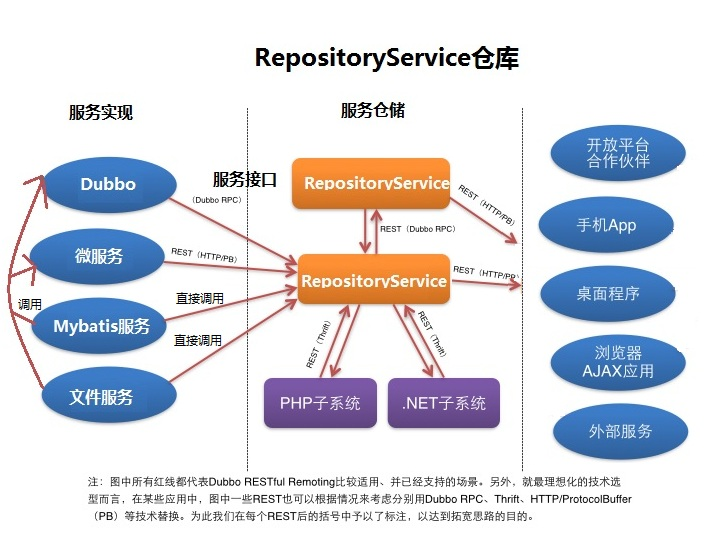 RepositoryService仓库
服务实现
服务仓储
开放平台
合作伙伴
Dubbo
服务接口
(Dubbo RPC)
RepositoryService
REST（HTTP/PB）
手机App
REST（Dubbo RPC）
微服务
REST（HTTP/PB）
RepositoryService
REST（HTTP/PB）
桌面程序
调用
直接调用
Mybatis服务
直接调用
REST（Thrift）
REST（Thrift）
浏览器
AJAX应用
文件服务
PHP子系统
.NET子系统
外部服务
注：图中所有红线都代表Dubbo RESTful Remoting比较适用、并已经支持的场景。另外，就最理想化的技术选
型而言，在某些应用中，图中一些REST也可以根据情况来考虑分别用Dubbo RPC、Thrift、HTTP/ProtocolBuffer
（PB）等技术替换。为此我们在每个REST后的括号中予以了标注，以达到拓宽思路的目的。